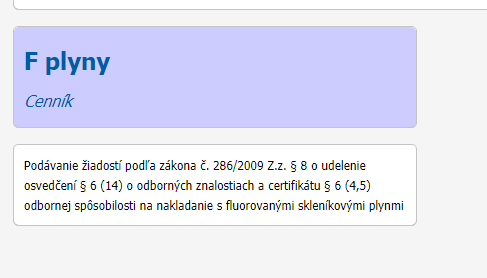 F plyny
Cenník
Podávanie žiadostí podľa zákona č. 286/2009 Z.z. § 8 o udelenie
osvedčení § 6 (14) o odborných znalostiach a certifikátu § 6 (4,5)
odbornej spôsobilosti na nakladanie s fluorovanými skleníkovými plynmi